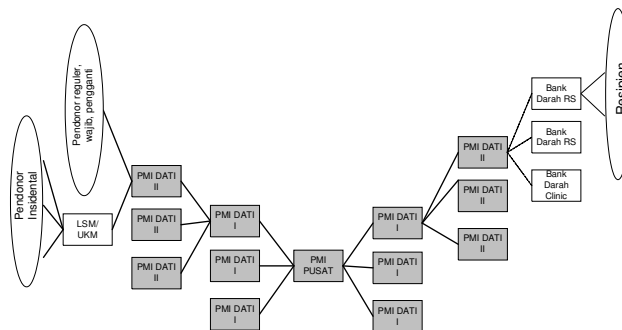 Pendonor
Insidental
Pendonor reguler,
wajib, pengganti
LSM/
UKM
PMI DATI
II
PMI DATI
II
PMI DATI
II
PMI DATI
I
PMI DATI
I
PMI DATI
I
PMI
PUSAT
PMI DATI
I
PMI DATI
I
PMI DATI
I
PMI DATI
II
PMI DATI
II
PMI DATI
II
Bank
Darah RS
Bank
Darah RS
Bank
Darah Clinic
Resipien